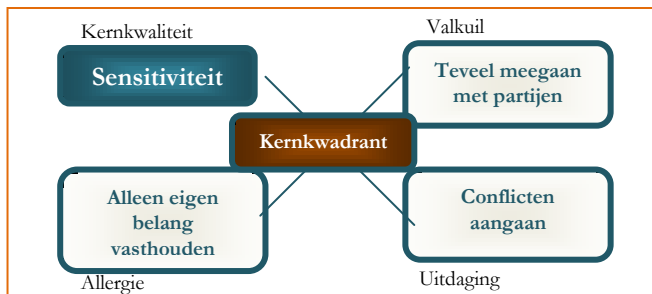 Kernkwaliteit
Sensitiviteit
Valkuil
Teveel meegaan
met partijen
Kernkwadrant
Alleen eigen
belang
vasthouden
Allergie
Conflicten
aangaan
Uitdaging